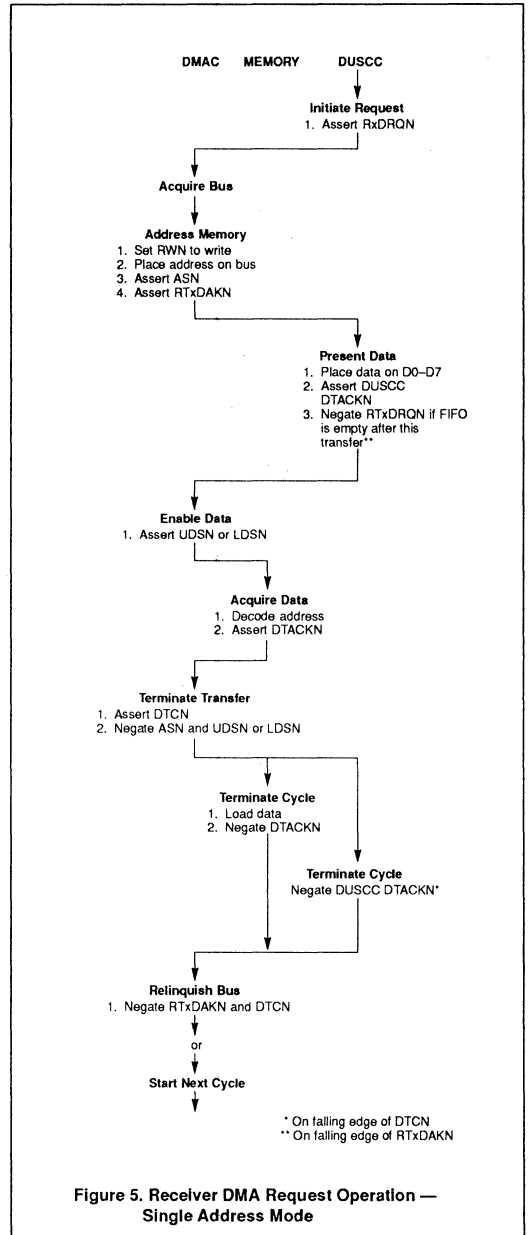 DMAC MEMORY DUSCC
Initiate Request
1. Assert RxDRQN
Acquire Bus
Address Memory
1. Set RWN to write
2. Place address on bus
3. Assert ASN
4. Assert RTxDAKN
Present Data
1. Place data on D0–D7
2. Assert DUSCC
DTACKN
3. Negate RTxDRQN if FIFO
is empty after this
transfer**
Enable Data
1. Assert UDSN or LDSN
Acquire Data
1. Decode address
2. Assert DTACKN
Terminate Transfer
1. Assert DTCN
2. Negate ASN and UDSN or LDSN
Terminate Cycle
1. Load data
2. Negate DTACKN
Terminate Cycle
Negate DUSCC DTACKN*
Relinquish Bus
1. Negate RTxDAKN and DTCN
or
Start Next Cycle
* On falling edge of DTCN
** On falling edge of RTxDAKN
Figure 5. Receiver DMA Request Operation —
Single Address Mode